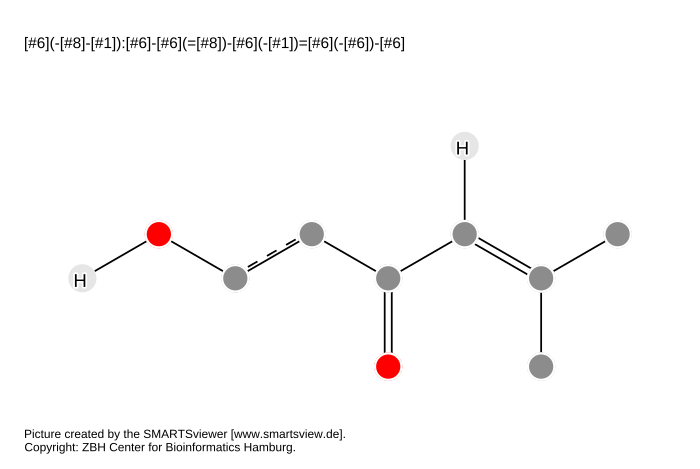 [#6](-[#8]-[#1]):[#6]-[#6](=[#8])-[#6](-[#1])=[#6](-[#6])-[#6]
H
H
Picture created by the SMARTSviewer [www.smartsview.de].
Copyright: ZBH Center for Bioinformatics Hamburg.